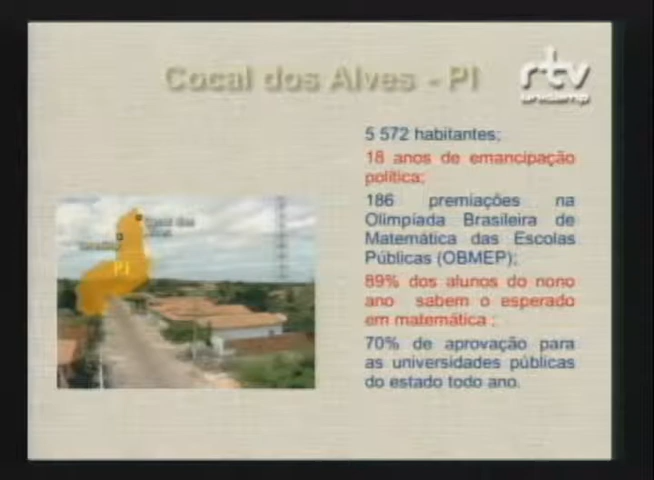 Cocal dos Alves - PI
rtv
unicamp
5 572 habitantes;
18 anos de emancipação
política;
186 premiações na
Olimpíada Brasileira de
Matemática das Escolas
Públicas (OBMEP);
89% dos alunos do nono
ano sabem o esperado
em matemática ;
70% de aprovação para
as universidades públicas
do estado todo ano.
PI